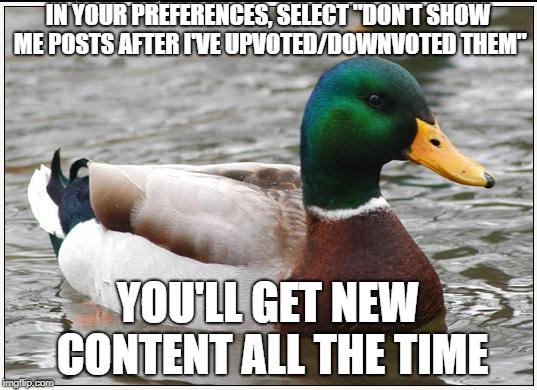 IN YOUR PREFERENCES, SELECT "DON'T SHOW
ME POSTS AFTER I'VE UPVOTED/DOWNVOTED THEM"
YOU'LL GET NEW
CONTENT ALL THE TIME
imgflip.com